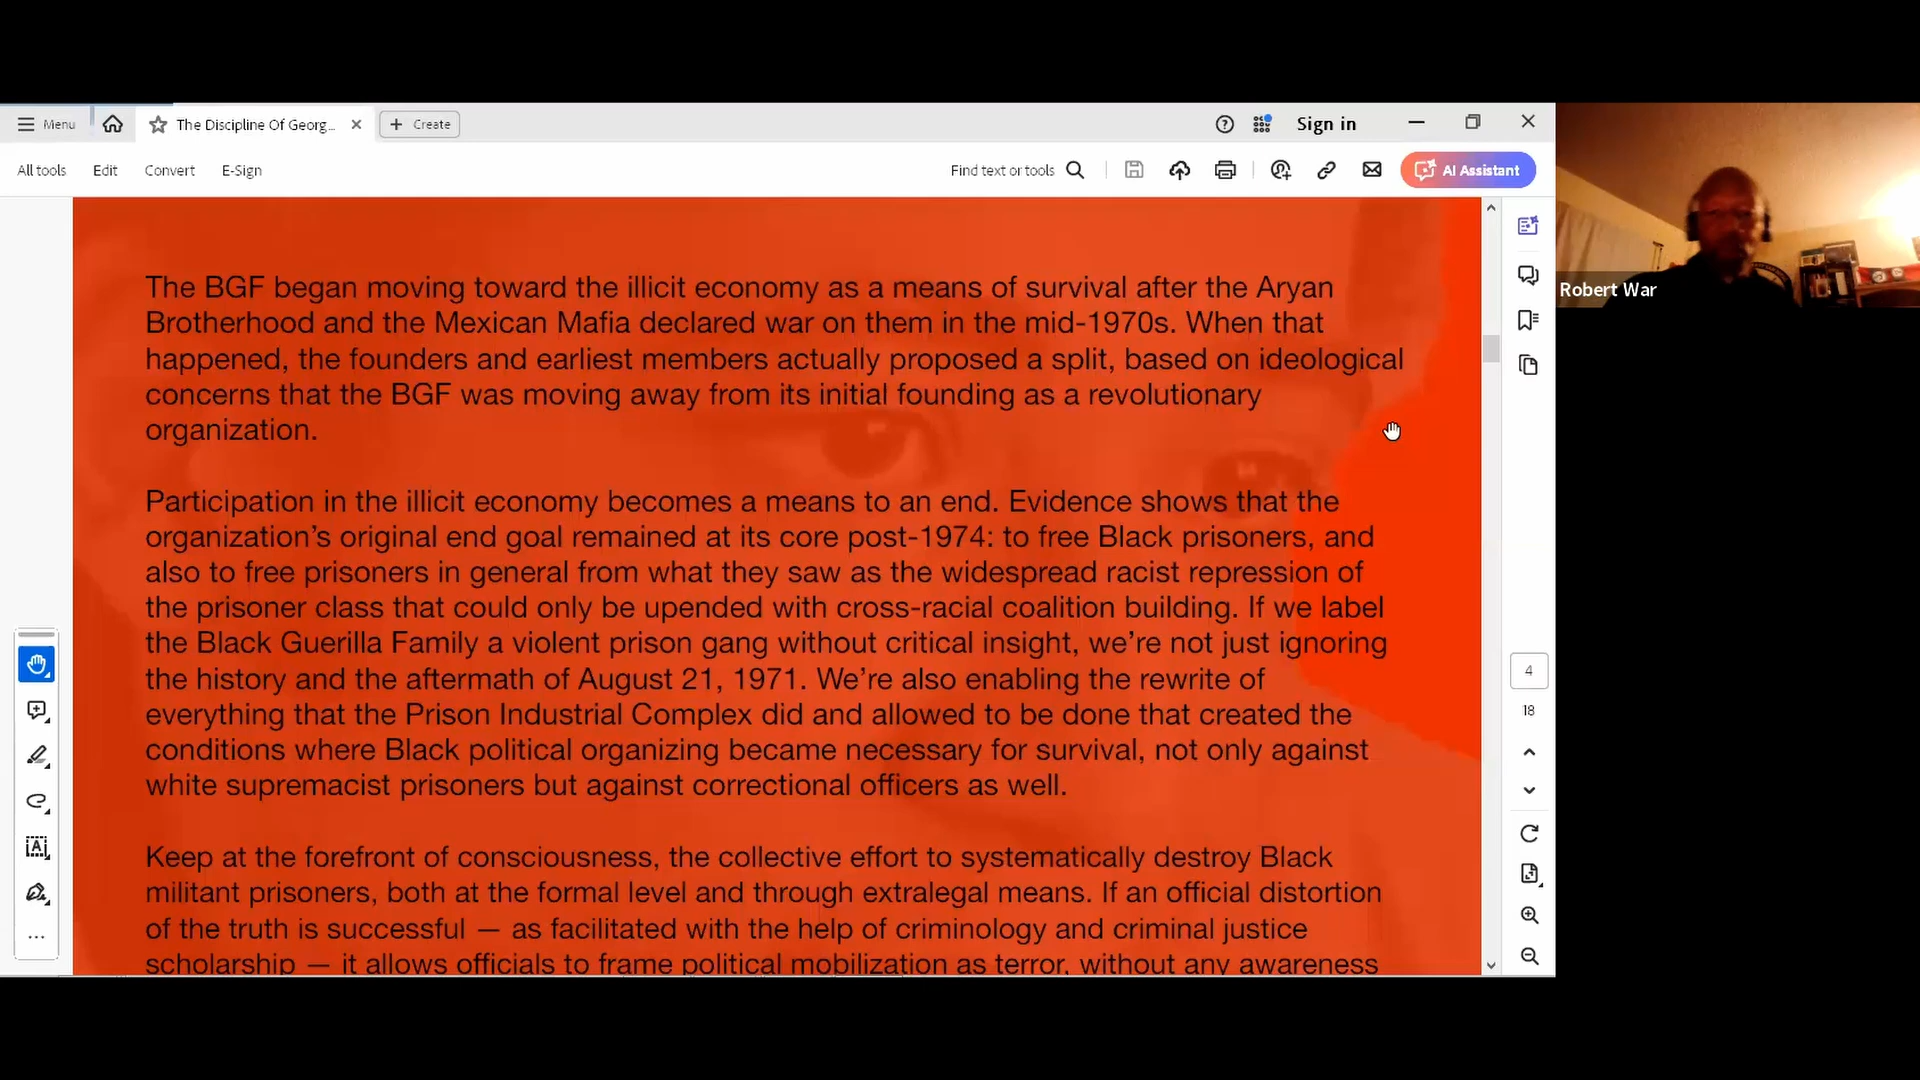 Menu
The Discipline Of Georg...
Create
Sign in
All tools
Edit
Convert
E-Sign
Find text or tools
AI Assistant
The BGF began moving toward the illicit economy as a means of survival after the Aryan
Brotherhood and the Mexican Mafia declared war on them in the mid-1970s. When that
happened, the founders and earliest members actually proposed a split, based on ideological
concerns that the BGF was moving away from its initial founding as a revolutionary
organization.
Participation in the illicit economy becomes a means to an end. Evidence shows that the
organization's original end goal remained at its core post-1974: to free Black prisoners, and
also to free prisoners in general from what they saw as the widespread racist repression of
the prisoner class that could only be upended with cross-racial coalition building. If we label
the Black Guerilla Family a violent prison gang without critical insight, we're not just ignoring
the history and the aftermath of August 21, 1971. We're also enabling the rewrite of
everything that the Prison Industrial Complex did and allowed to be done that created the
conditions where Black political organizing became necessary for survival, not only against
white supremacist prisoners but against correctional officers as well.
Keep at the forefront of consciousness, the collective effort to systematically destroy Black
militant prisoners, both at the formal level and through extralegal means. If an official distortion
of the truth is successful — as facilitated with the help of criminology and criminal justice
scholarship — it allows officials to frame political mobilization as terror, without any awareness
4
18
Robert War